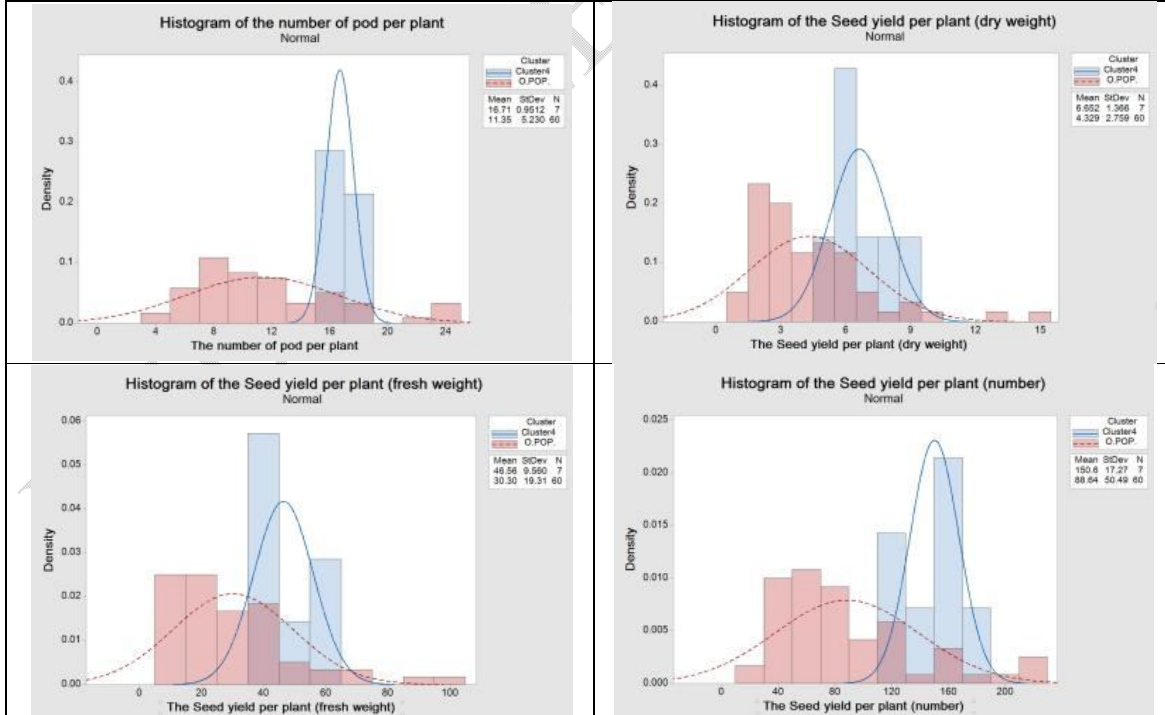 Histogram of the number of pod per plant
Normal
Cluster
Cluster4
O.POP.
Mean StDev N
16.71 0.9512 7
11.35 5.230 60
Density
0.4
0.3
0.2
0.1
0.0
0 4 8 12 16 20 24
The number of pod per plant
Histogram of the Seed yield per plant (dry weight)
Normal
Cluster
Cluster4
O.POP.
Mean StDev N
6.652 1.366 7
4.329 2.759 60
Density
0.4
0.3
0.2
0.1
0.0
0 3 6 9 12 15
The Seed yield per plant (dry weight)
Histogram of the Seed yield per plant (fresh weight)
Normal
Cluster
Cluster4
O.POP.
Mean StDev N
46.56 9.560 7
30.30 19.31 60
Density
0.06
0.05
0.04
0.03
0.02
0.01
0.00
0 20 40 60 80 100
The Seed yield per plant (fresh weight)
Histogram of the Seed yield per plant (number)
Normal
Cluster
Cluster4
O.POP.
Mean StDev N
150.6 17.27 7
88.64 50.49 60
Density
0.025
0.020
0.015
0.010
0.005
0.000
0 40 80 120 160 200
The Seed yield per plant (number)